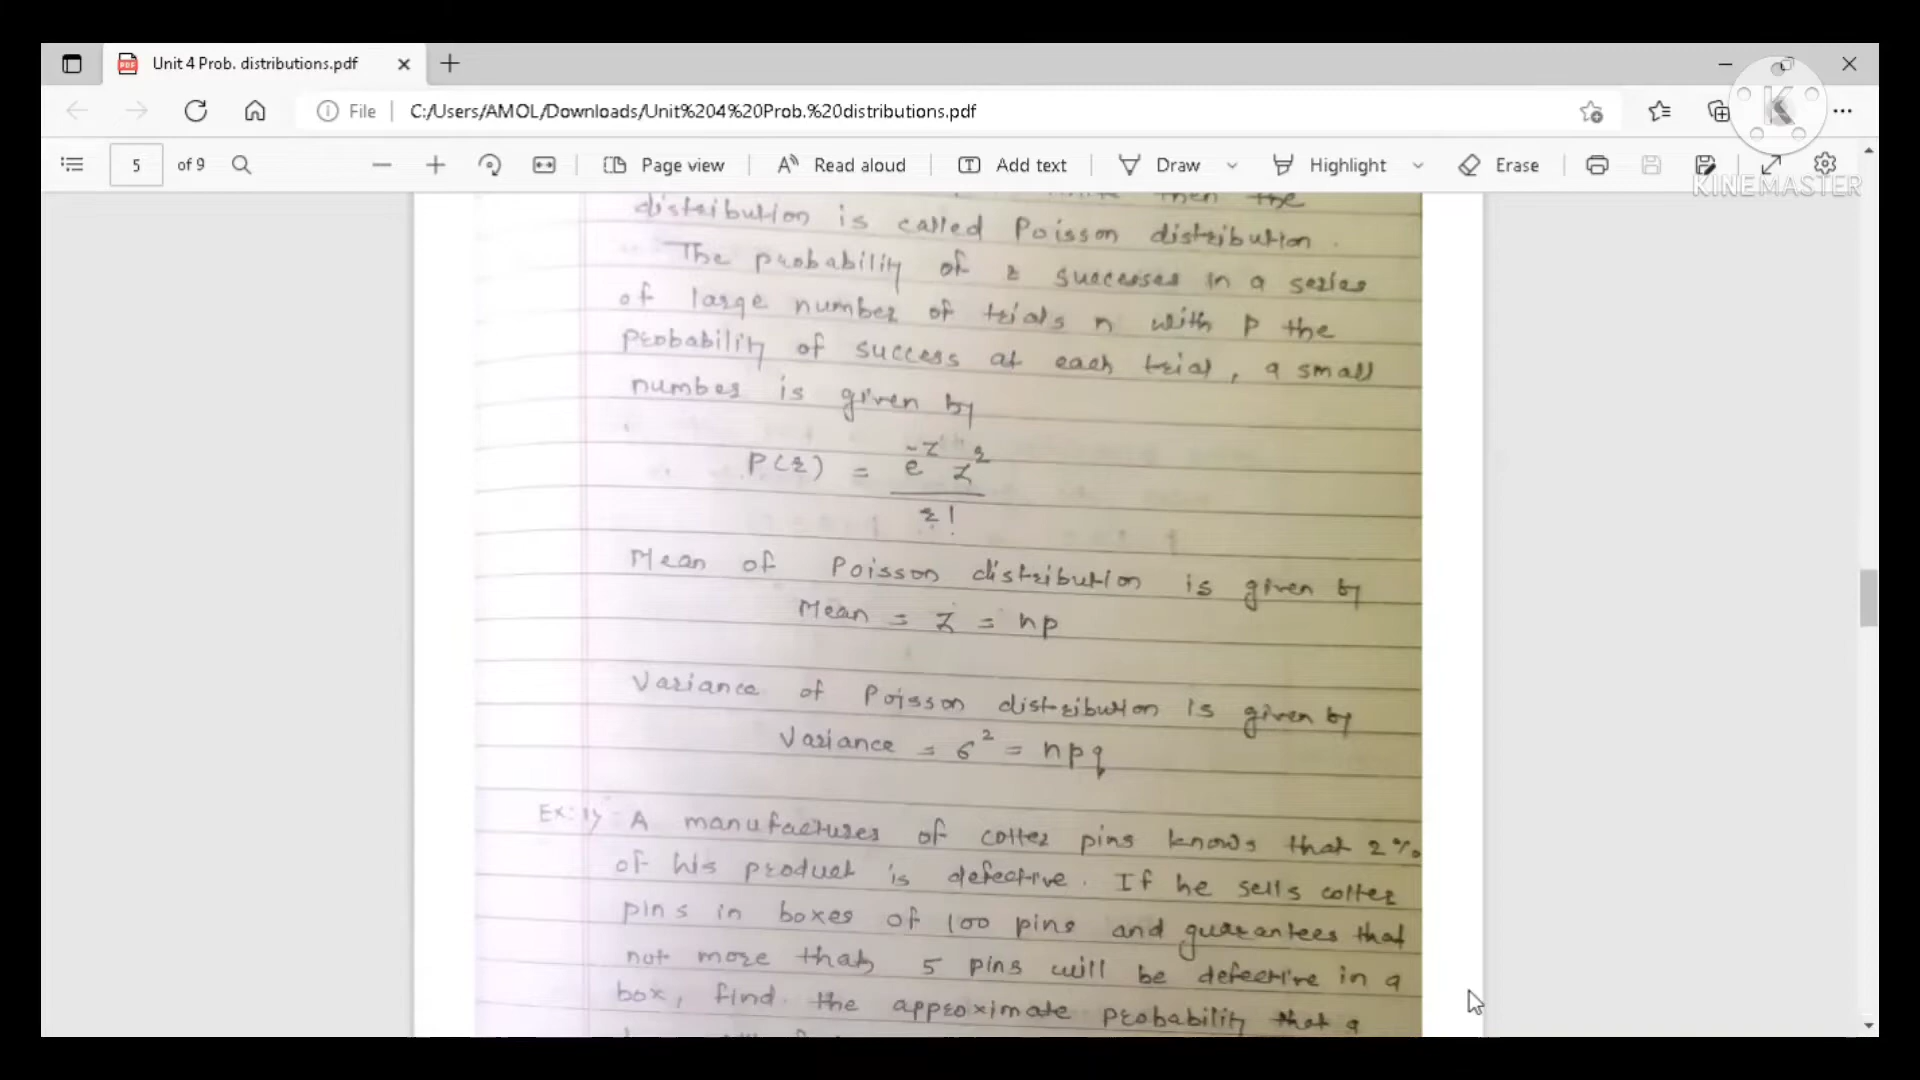 Unit 4 Prob. distributions.pdf
File C:/Users/AMOL/Downloads/Unit%204%20Prob.%20distributions.pdf
5 of 9 Page view Read aloud Add text Draw Highlight Erase
KINEMASTER
then the
distribution is called Poisson distribution.
The probability of r successes in a series
of large number of trials n with p the
probability of success at each trial, a small
number is given by
P(r) = e^-z z^r
r!
Mean of Poisson distribution is given by
Mean = z = np
Variance of Poisson distribution is given by
Variance = σ² = npq
Ex: 1) A manufacturer of cotter pins knows that 2%
of his product is defective. If he sells cotter
pins in boxes of 100 pins and guarantees that
not more than 5 pins will be defective in a
box, find the approximate probability that a